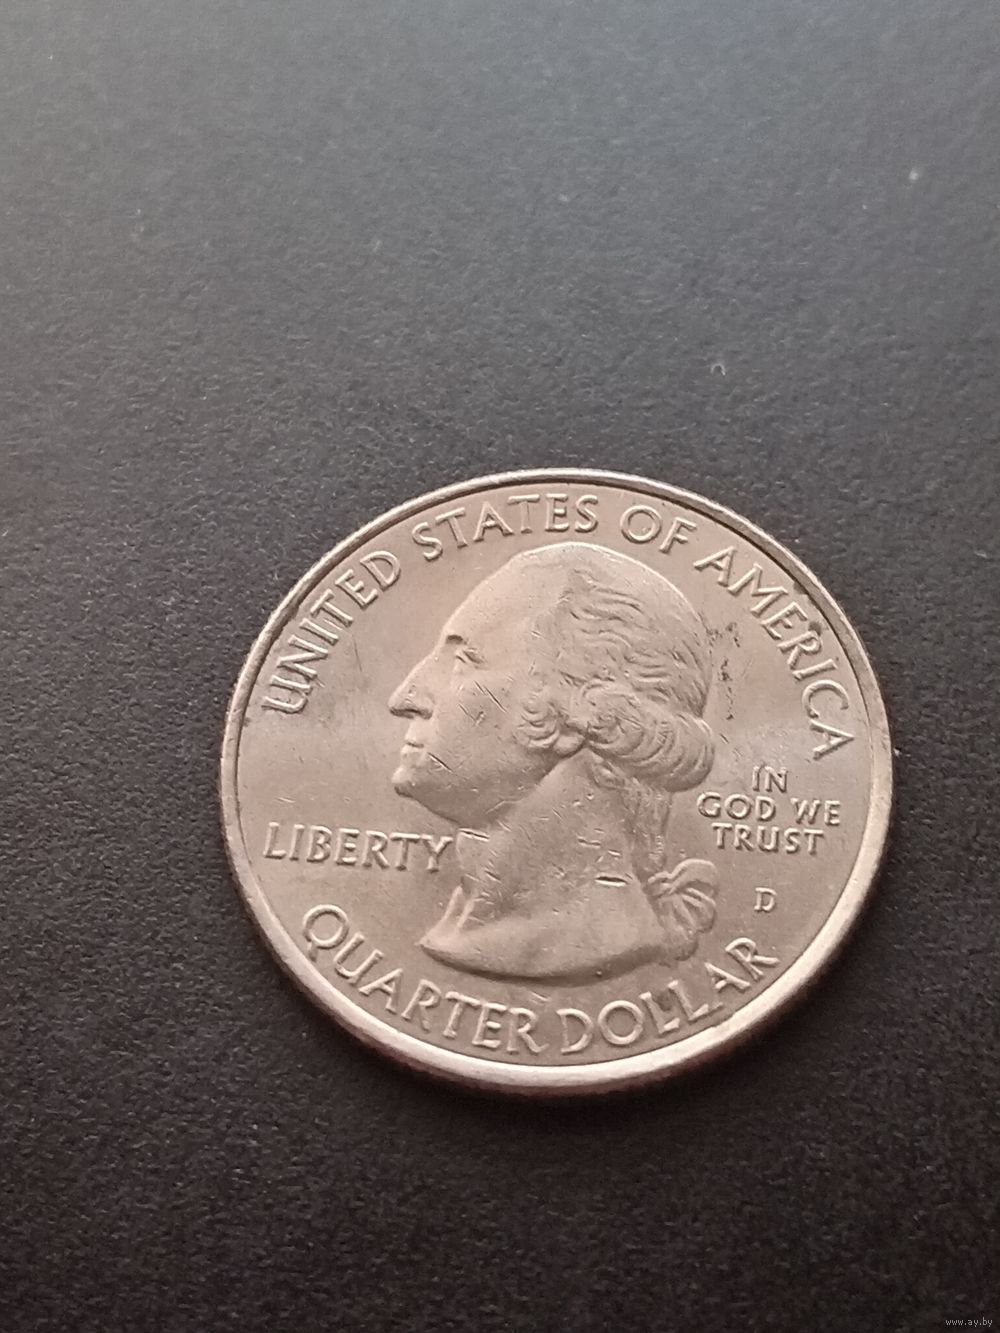 UNITED STATES OF AMERICA
LIBERTY
IN
GOD WE
TRUST
D
QUARTER DOLLAR
www.ay.by